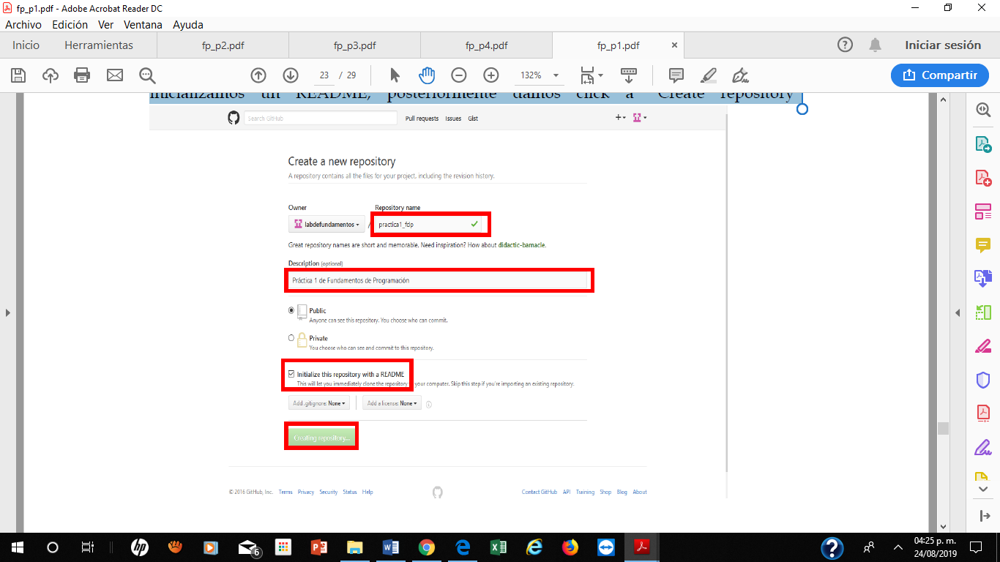 fp_p1.pdf - Adobe Acrobat Reader DC
Archivo Edición Ver Ventana Ayuda
Inicio Herramientas fp_p2.pdf fp_p3.pdf fp_p4.pdf fp_p1.pdf × Iniciar sesión
23 / 29 132% Compartir
inicializamos un README, posteriormente damos click a "Create repository"
Search GitHub Pull requests Issues Gist
Create a new repository
A repository contains all the files for your project, including the revision history.
Owner Repository name
labdefundamentos / practica1_fdp
Great repository names are short and memorable. Need inspiration? How about didactic-barnacle.
Description (optional)
Práctica 1 de Fundamentos de Programación
Public
Anyone can see this repository. You choose who can commit.
Private
You choose who can see and commit to this repository.
Initialize this repository with a README
This will let you immediately clone the repository to your computer. Skip this step if you're importing an existing repository.
Add .gitignore: None Add a license: None
Creating repository...
© 2016 GitHub, Inc. Terms Privacy Security Status Help Contact GitHub API Training Shop Blog About
6
04:25 p. m.
24/08/2019